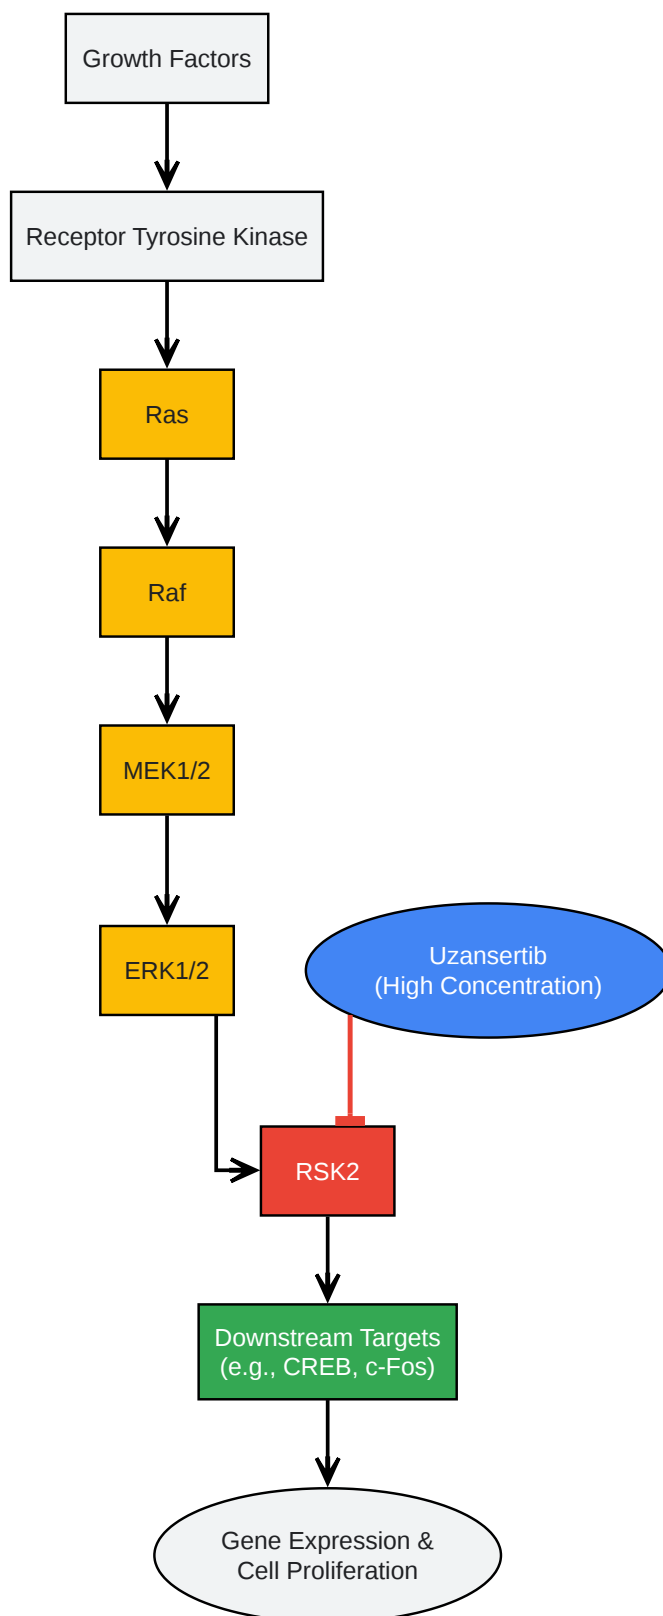 Growth Factors
Receptor Tyrosine Kinase
Ras
Raf
MEK1/2
ERK1/2
Uzansertib
(High Concentration)
RSK2
Downstream Targets
(e.g., CREB, c-Fos)
Gene Expression &
Cell Proliferation